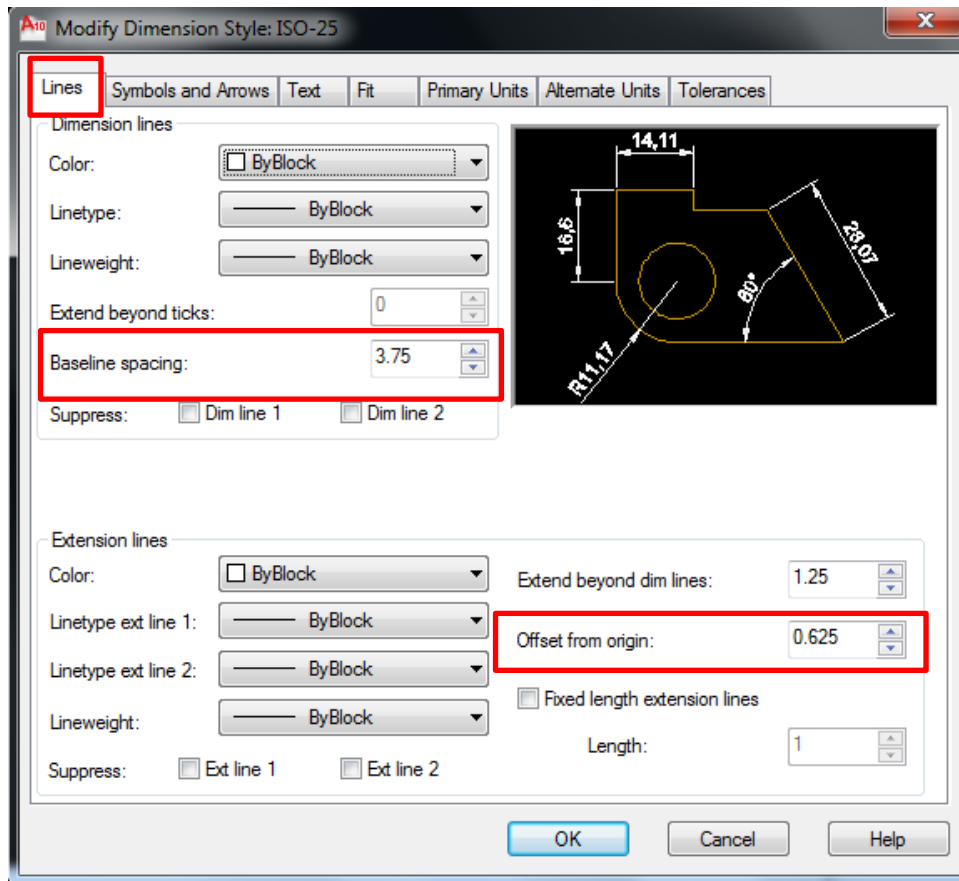 A10 Modify Dimension Style: ISO-25
X
Lines Symbols and Arrows Text Fit Primary Units Alternate Units Tolerances
Dimension lines
Color: ByBlock
Linetype: ByBlock
Lineweight: ByBlock
Extend beyond ticks: 0
Baseline spacing: 3.75
Suppress: Dim line 1 Dim line 2
14,11
16,6
28,07
60°
R11,17
Extension lines
Color: ByBlock
Linetype ext line 1: ByBlock
Linetype ext line 2: ByBlock
Lineweight: ByBlock
Suppress: Ext line 1 Ext line 2
Extend beyond dim lines: 1.25
Offset from origin: 0.625
Fixed length extension lines
Length: 1
OK Cancel Help